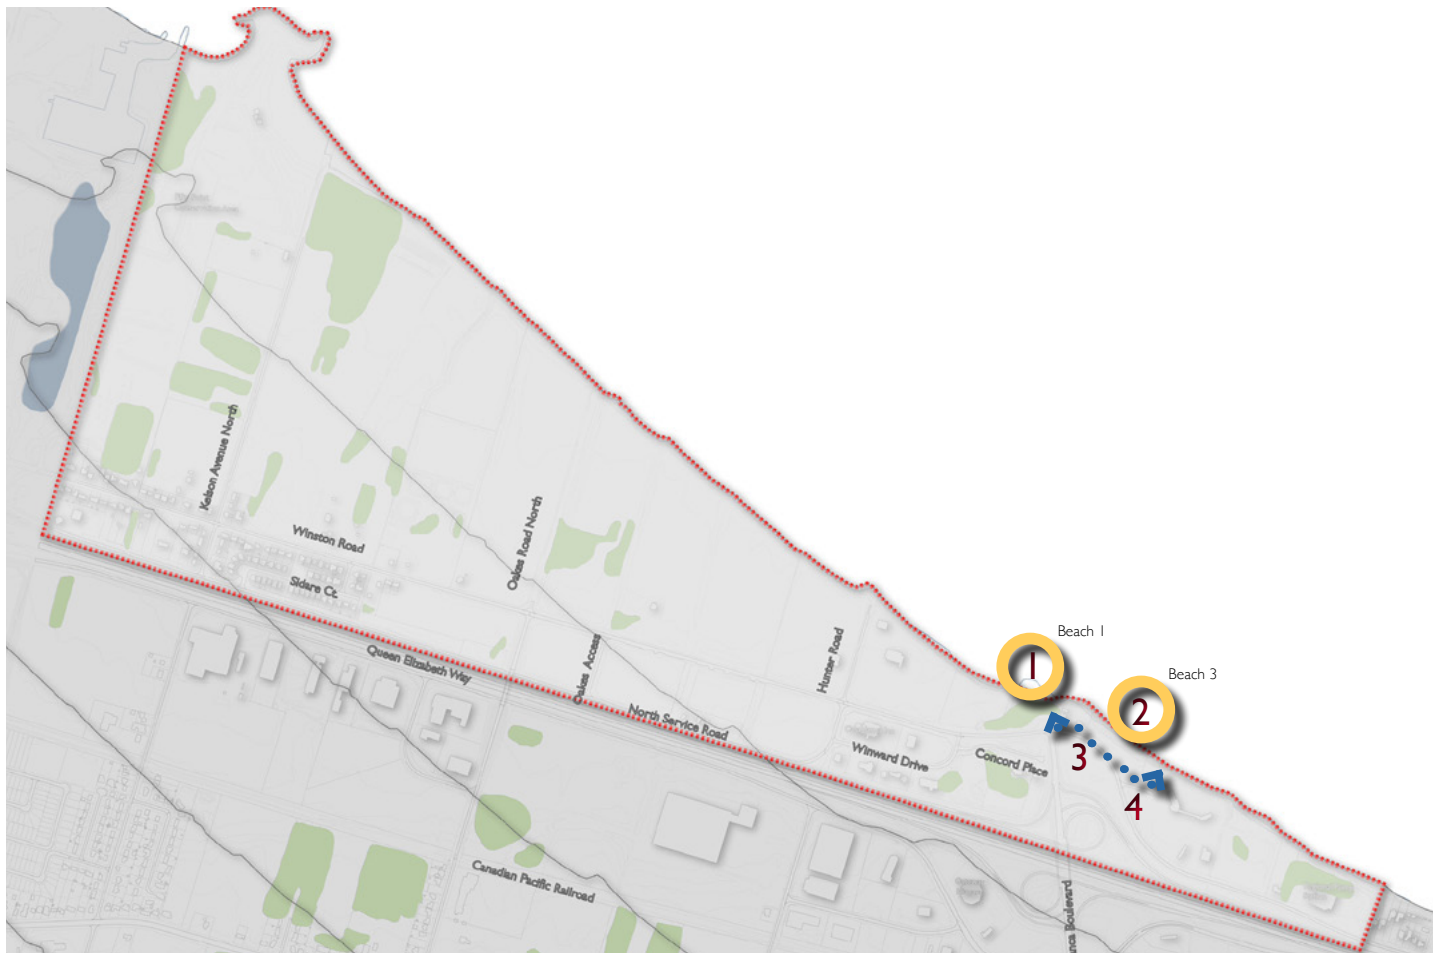 Kelson Avenue North
Winston Road
Sidare Ct.
Oakes Road North
Oakes Access
Queen Elizabeth Way
North Service Road
Hunter Road
Beach 1
1
Beach 3
2
Winward Drive
Concord Place
3
4
Canadian Pacific Railroad
Boulevard